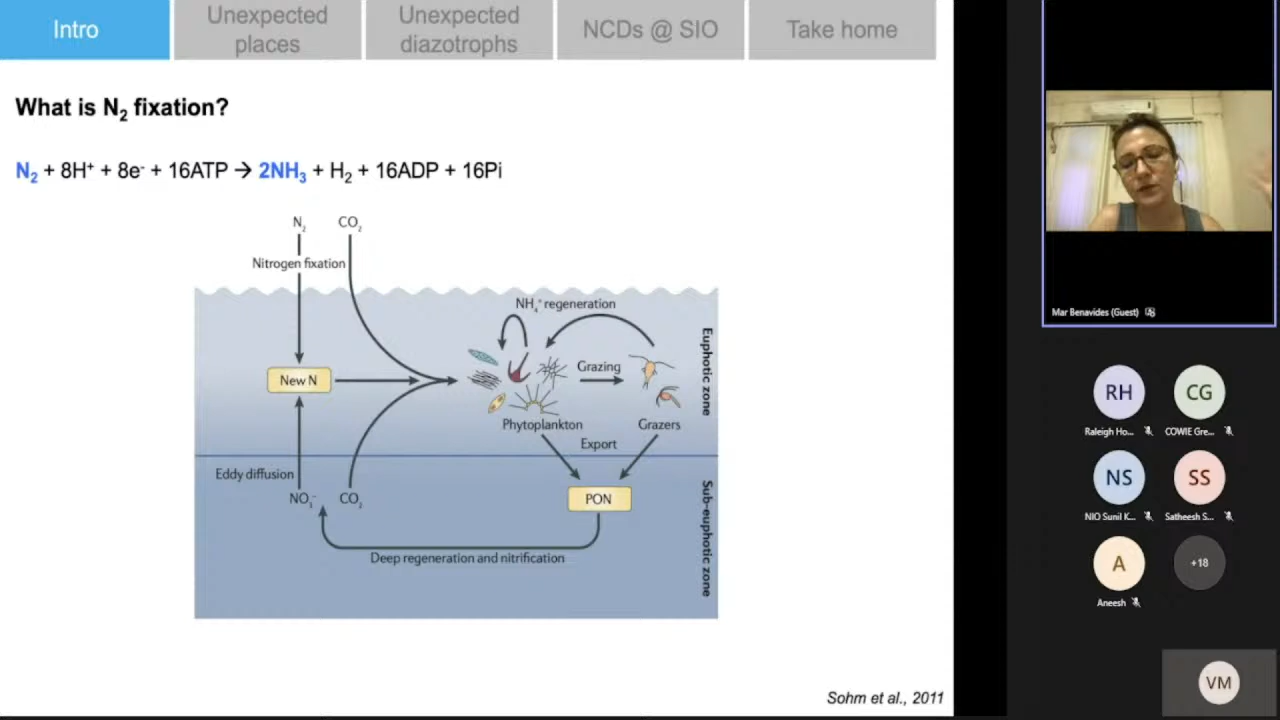 Intro
Unexpected
places
Unexpected
diazotrophs
NCDs @ SIO
Take home
What is N₂ fixation?
N₂ + 8H⁺ + 8e⁻ + 16ATP → 2NH₃ + H₂ + 16ADP + 16Pi
N₂
CO₂
Nitrogen fixation
NH₄⁺ regeneration
New N
Grazing
Phytoplankton
Grazers
Export
Euphotic zone
Eddy diffusion
NO₃⁻
CO₂
PON
Deep regeneration and nitrification
Sub-euphotic zone
Sohm et al., 2011
Mar Benavides (Guest)
RH
Raleigh Ho...
CG
COWIE Gre...
NS
NIO Sunil K...
SS
Satheesh S...
A
Aneesh
+18
VM